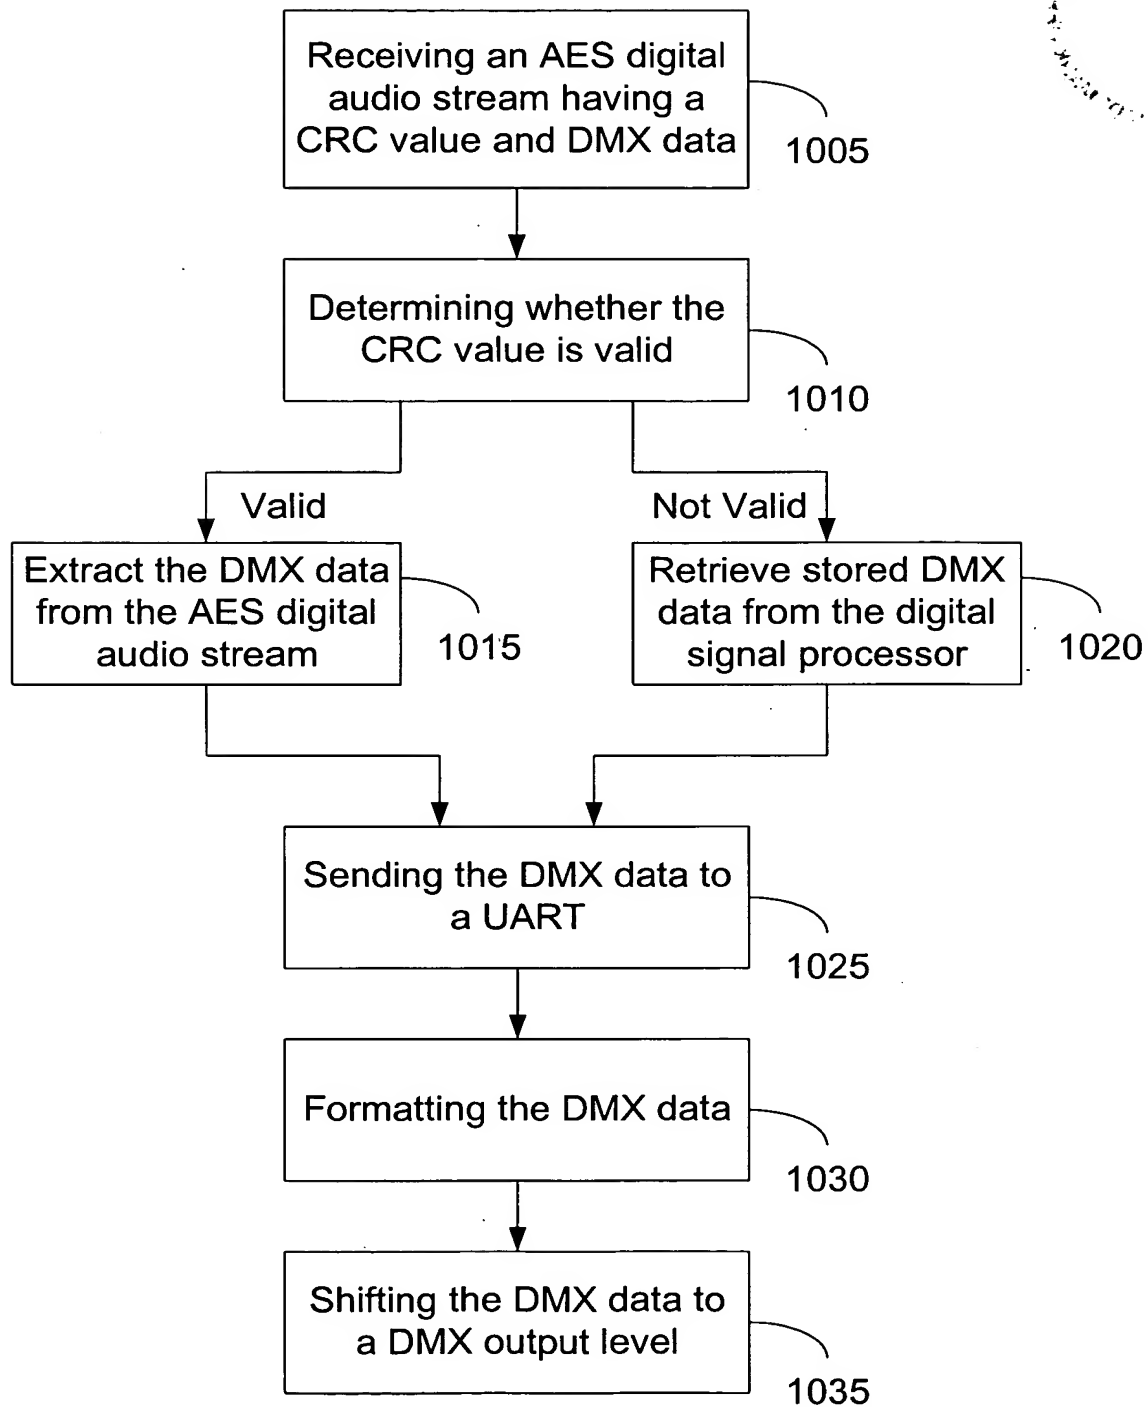 Receiving an AES digital
audio stream having a
CRC value and DMX data
1005
Determining whether the
CRC value is valid
1010
Valid
Not Valid
Extract the DMX data
from the AES digital
audio stream
1015
Retrieve stored DMX
data from the digital
signal processor
1020
Sending the DMX data to
a UART
1025
Formatting the DMX data
1030
Shifting the DMX data to
a DMX output level
1035